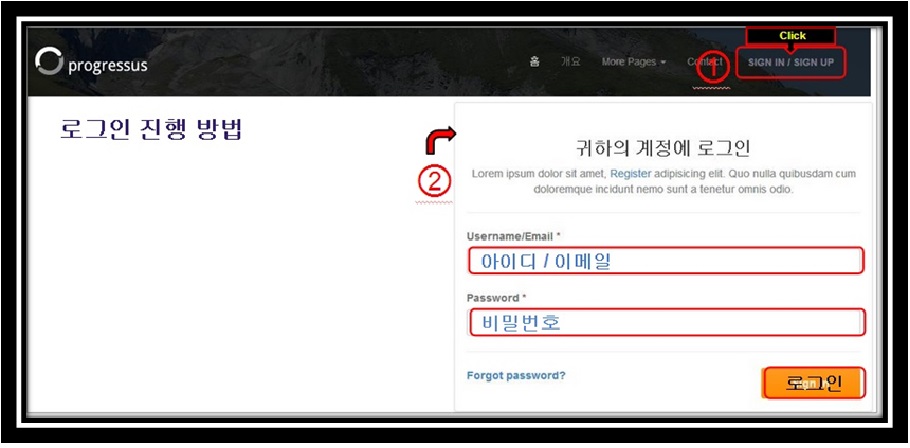 Click
progressus
홈 개요 More Pages Contact SIGN IN / SIGN UP
①
로그인 진행 방법
②
귀하의 계정에 로그인
Lorem ipsum dolor sit amet, Register adipisicing elit. Quo nulla quibusdam cum
doloremque incidunt nemo sunt a tenetur omnis odio.
Username/Email *
아이디 / 이메일
Password *
비밀번호
Forgot password?
로그인